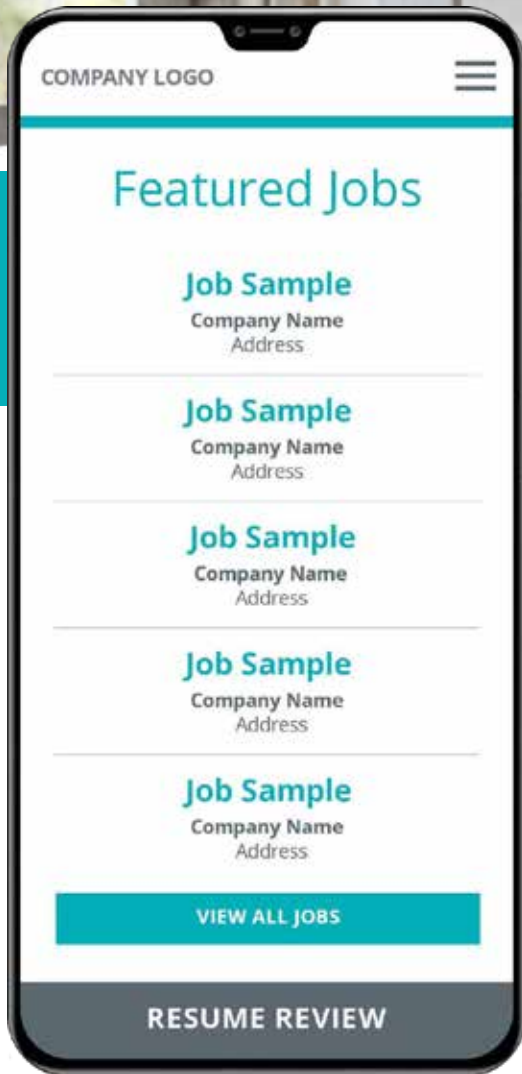 COMPANY LOGO
Featured Jobs
Job Sample
Company Name
Address
Job Sample
Company Name
Address
Job Sample
Company Name
Address
Job Sample
Company Name
Address
Job Sample
Company Name
Address
VIEW ALL JOBS
RESUME REVIEW